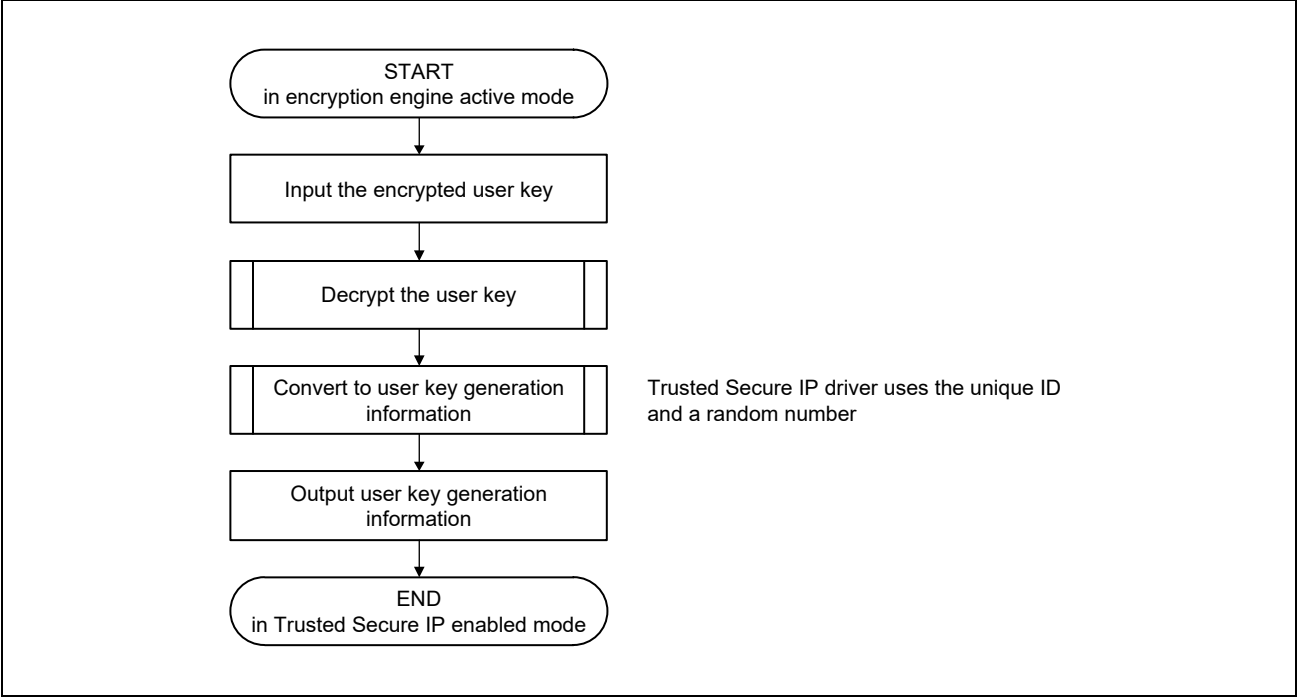 START
in encryption engine active mode
Input the encrypted user key
Decrypt the user key
Convert to user key generation
information
Trusted Secure IP driver uses the unique ID
and a random number
Output user key generation
information
END
in Trusted Secure IP enabled mode